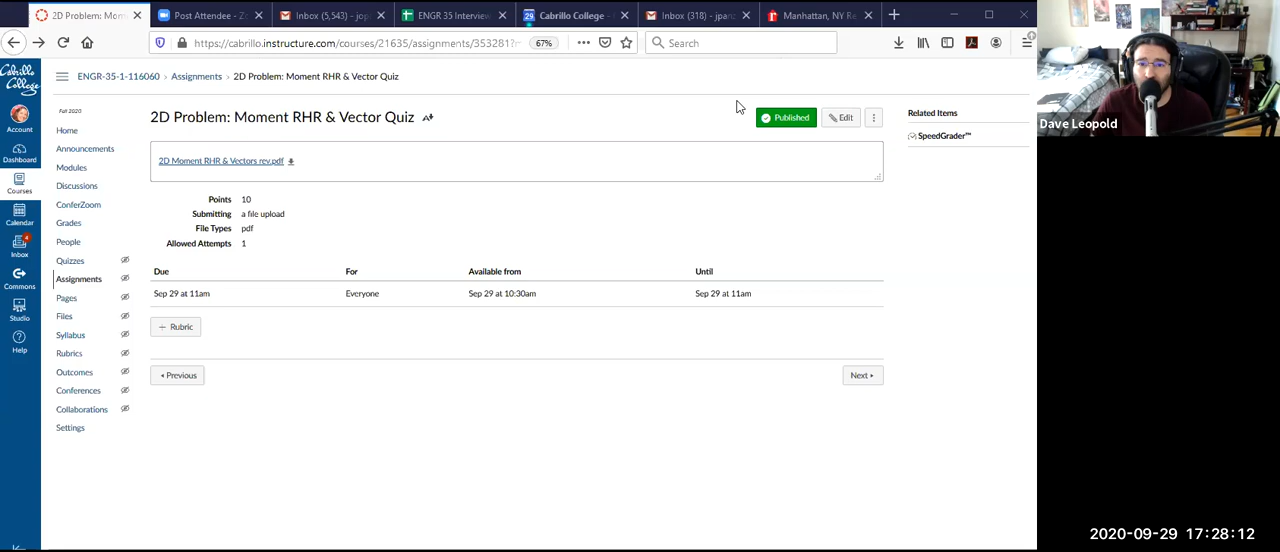 2D Problem: Mom
Post Attendee - Zo
Inbox (5,543) - jop
ENGR 35 Interview
29 Cabrillo College -
Inbox (318) - jpan
Manhattan, NY Re
https://cabrillo.instructure.com/courses/21635/assignments/353281?m
67%
Search
Cabrillo College
ENGR-35-1-116060 > Assignments > 2D Problem: Moment RHR & Vector Quiz
Account
Dashboard
Courses
Calendar
4
Inbox
Commons
Studio
Help
Fall 2020
Home
Announcements
Modules
Discussions
ConferZoom
Grades
People
Quizzes
Assignments
Pages
Files
Syllabus
Rubrics
Outcomes
Conferences
Collaborations
Settings
2D Problem: Moment RHR & Vector Quiz
Published
Edit
2D Moment RHR & Vectors rev.pdf
Points 10
Submitting a file upload
File Types pdf
Allowed Attempts 1
Due For Available from Until
Sep 29 at 11am Everyone Sep 29 at 10:30am Sep 29 at 11am
+ Rubric
Previous
Next
Related Items
SpeedGrader™
Dave Leopold
2020-09-29 17:28:12